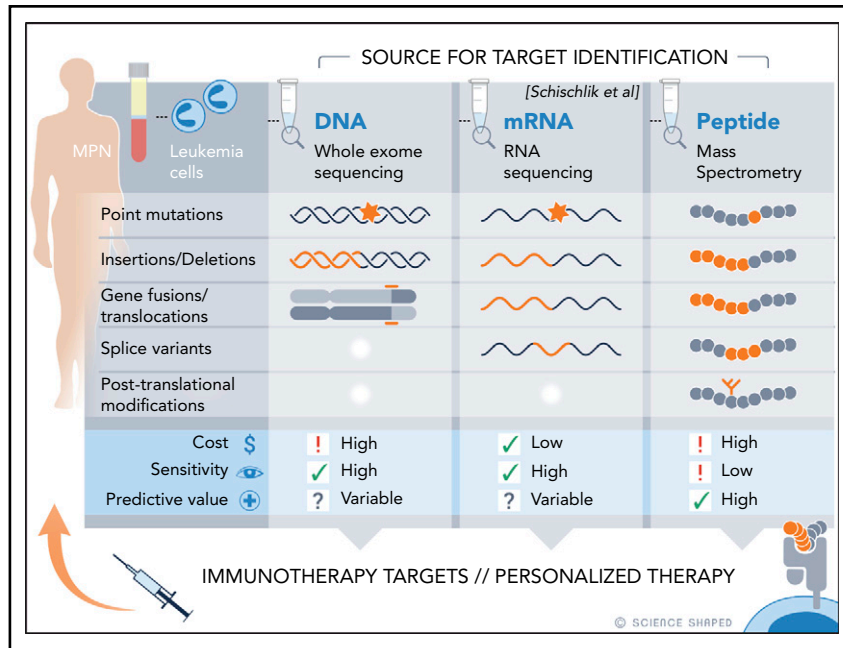 SOURCE FOR TARGET IDENTIFICATION
[Schischlik et al]
MPN
Leukemia
cells
DNA
Whole exome
sequencing
mRNA
RNA
sequencing
Peptide
Mass
Spectrometry
Point mutations
Insertions/Deletions
Gene fusions/
translocations
Splice variants
Post-translational
modifications
Cost $ ! High ✓ Low ! High
Sensitivity ✓ High ✓ High ! Low
Predictive value ? Variable ? Variable ✓ High
IMMUNOTHERAPY TARGETS // PERSONALIZED THERAPY
© SCIENCE SHAPED